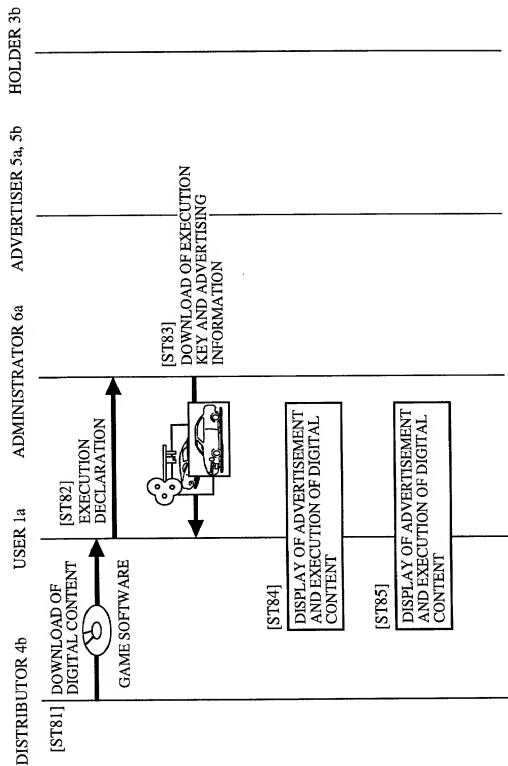 DISTRIBUTOR 4b
USER 1a
ADMINISTRATOR 6a
ADVERTISER 5a, 5b
HOLDER 3b
[ST81]
DOWNLOAD OF
DIGITAL CONTENT
GAME SOFTWARE
[ST82]
EXECUTION
DECLARATION
[ST83]
DOWNLOAD OF EXECUTION
KEY AND ADVERTISING
INFORMATION
[ST84]
DISPLAY OF ADVERTISEMENT
AND EXECUTION OF DIGITAL
CONTENT
[ST85]
DISPLAY OF ADVERTISEMENT
AND EXECUTION OF DIGITAL
CONTENT